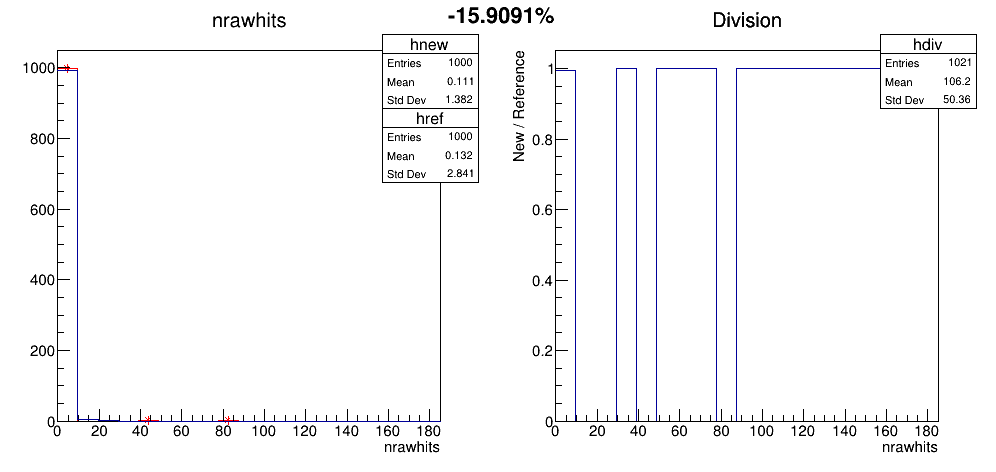 -15.9091%
nrawhits
hnew
Entries 1000
Mean 0.111
Std Dev 1.382
href
Entries 1000
Mean 0.132
Std Dev 2.841
1000
800
600
400
200
0
0 20 40 60 80 100 120 140 160 180
nrawhits
Division
hdiv
Entries 1021
Mean 106.2
Std Dev 50.36
New / Reference
1
0.8
0.6
0.4
0.2
0
0 20 40 60 80 100 120 140 160 180
nrawhits